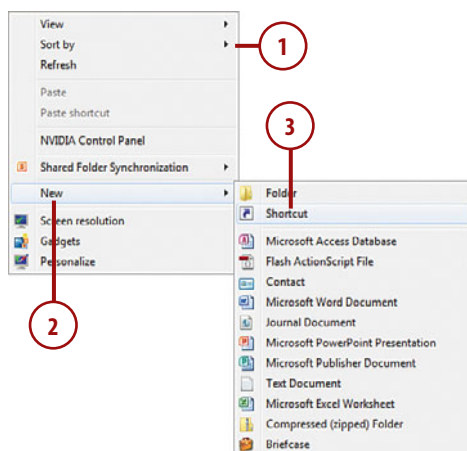 View
Sort by
1
Refresh
Paste
Paste shortcut
NVIDIA Control Panel
3
Shared Folder Synchronization
New
Folder
Shortcut
Screen resolution
Gadgets
Personalize
2
Microsoft Access Database
Flash ActionScript File
Contact
Microsoft Word Document
Journal Document
Microsoft PowerPoint Presentation
Microsoft Publisher Document
Text Document
Microsoft Excel Worksheet
Compressed (zipped) Folder
Briefcase